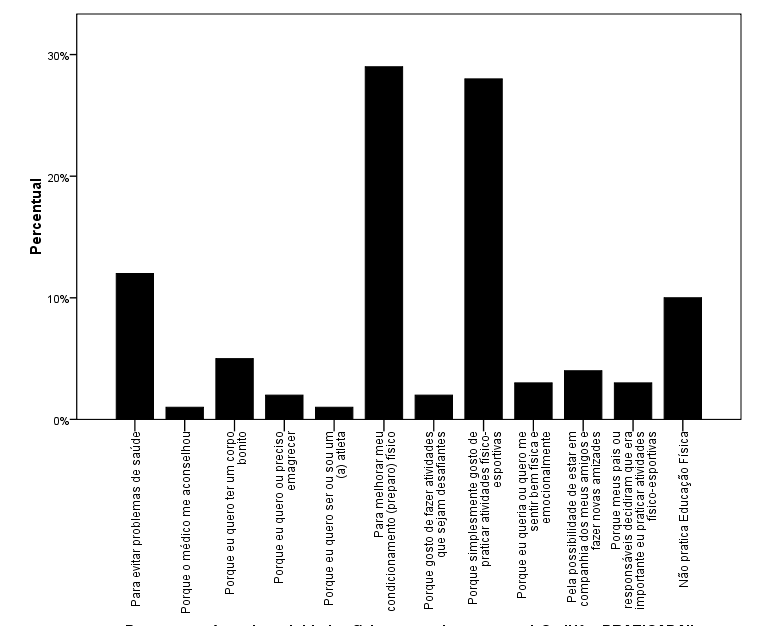 30%
20%
10%
0%
Percentual
Para evitar problemas de saúde
Porque o médico me aconselhou
Porque eu quero ter um corpo
bonito
Porque eu quero ou preciso
emagrecer
Porque eu quero ser ou sou um
(a) atleta
Para melhorar meu
condicionamento (preparo) físico
Porque gosto de fazer atividades
que sejam desafiantes
Porque simplesmente gosto de
praticar atividades físico-
esportivas
Porque eu queria ou quero me
sentir bem física e
emocionalmente
Pela possibilidade de estar em
companhia dos meus amigos e
fazer novas amizades
Porque meus pais ou
responsáveis decidiram que era
importante eu praticar atividades
físico-esportivas
Não pratica Educação Física